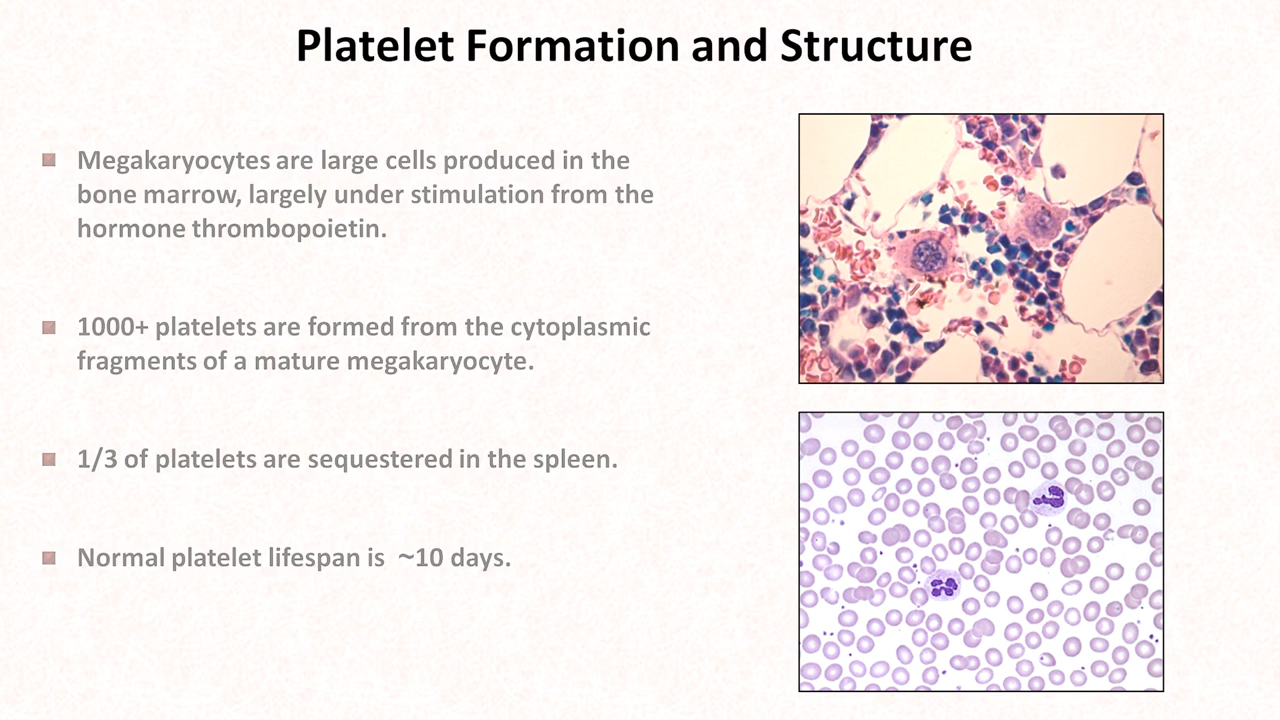 Platelet Formation and Structure
Megakaryocytes are large cells produced in the
bone marrow, largely under stimulation from the
hormone thrombopoietin.
1000+ platelets are formed from the cytoplasmic
fragments of a mature megakaryocyte.
1/3 of platelets are sequestered in the spleen.
Normal platelet lifespan is ~10 days.